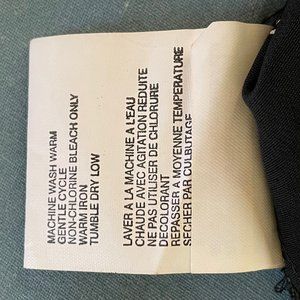 MACHINE WASH WARM
GENTLE CYCLE
NON-CHLORINE BLEACH ONLY
WARM IRON
TUMBLE DRY LOW
LAVER A LA MACHINE A L'EAU
CHAUDE AVEC AGITATION REDUITE
NE PAS UTILISER DE CHLORURE
DECOLORANT
REPASSER A MOYENNE TEMPERATURE
SECHER PAR CULBUTAGE